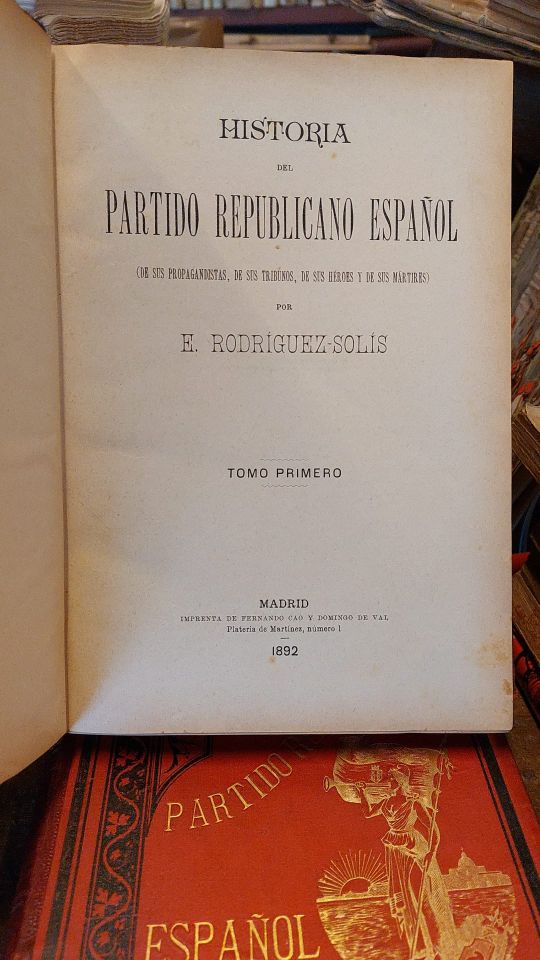 HISTORIA
DEL
PARTIDO REPUBLICANO ESPAÑOL
(DE SUS PROPAGANDISTAS, DE SUS TRIBUNOS, DE SUS HÉROES Y DE SUS MÁRTIRES)
POR
E. RODRÍGUEZ-SOLÍS
TOMO PRIMERO
MADRID
IMPRENTA DE FERNANDO CAO Y DOMINGO DE VAL
Platería de Martínez, número 1
1892
PARTIDO
ESPAÑOL